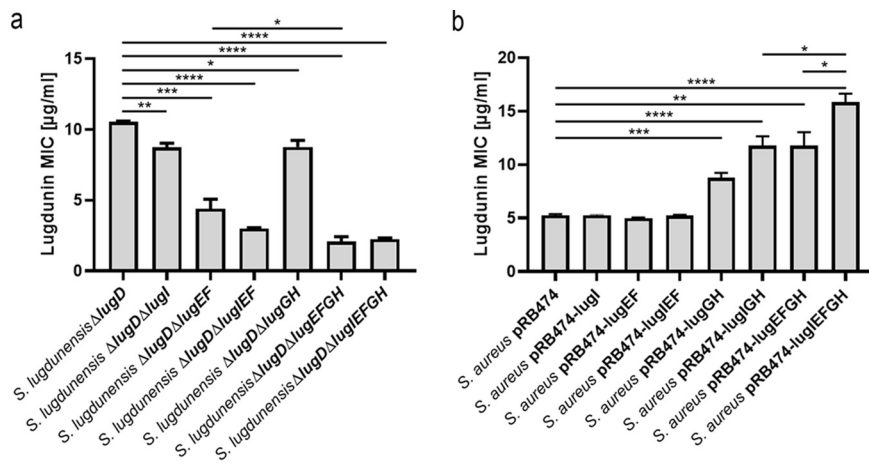 a
*
****
****
*
****
***
**
15
10
5
0
Lugdunin MIC [µg/ml]
S. lugdunensis ΔlugD
S. lugdunensis ΔlugDΔlugI
S. lugdunensis ΔlugDΔlugEF
S. lugdunensis ΔlugDΔlugIEF
S. lugdunensis ΔlugDΔlugGH
S. lugdunensis ΔlugDΔlugEFGH
S. lugdunensis ΔlugDΔlugIEFGH
b
*
*
****
**
****
***
20
15
10
5
0
Lugdunin MIC [µg/ml]
S. aureus pRB474
S. aureus pRB474-lugI
S. aureus pRB474-lugEF
S. aureus pRB474-lugIEF
S. aureus pRB474-lugGH
S. aureus pRB474-lugIGH
S. aureus pRB474-lugEFGH
S. aureus pRB474-lugIEFGH